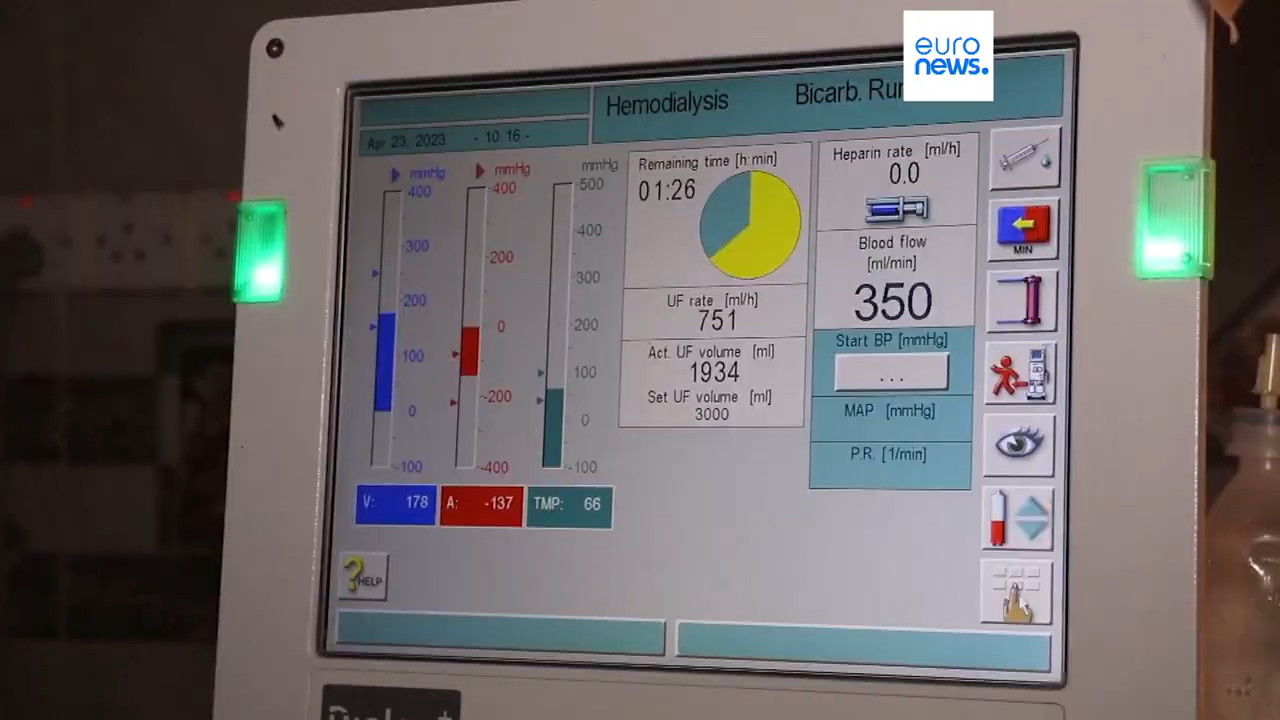 euro
news.
Hemodialysis
Bicarb. Ru
Apr 23, 2023 - 10:16 -
mmHg
mmHg
mmHg
400
400
500
300
200
400
200
0
300
100
-200
200
0
-400
100
-100
0
-100
V: 178
A: -137
TMP: 66
Remaining time [h:min]
01:26
UF rate [ml/h]
751
Act. UF volume [ml]
1934
Set UF volume [ml]
3000
Heparin rate [ml/h]
0.0
Blood flow
[ml/min]
350
Start BP [mmHg]
...
MAP [mmHg]
P.R. [1/min]
MIN
?HELP